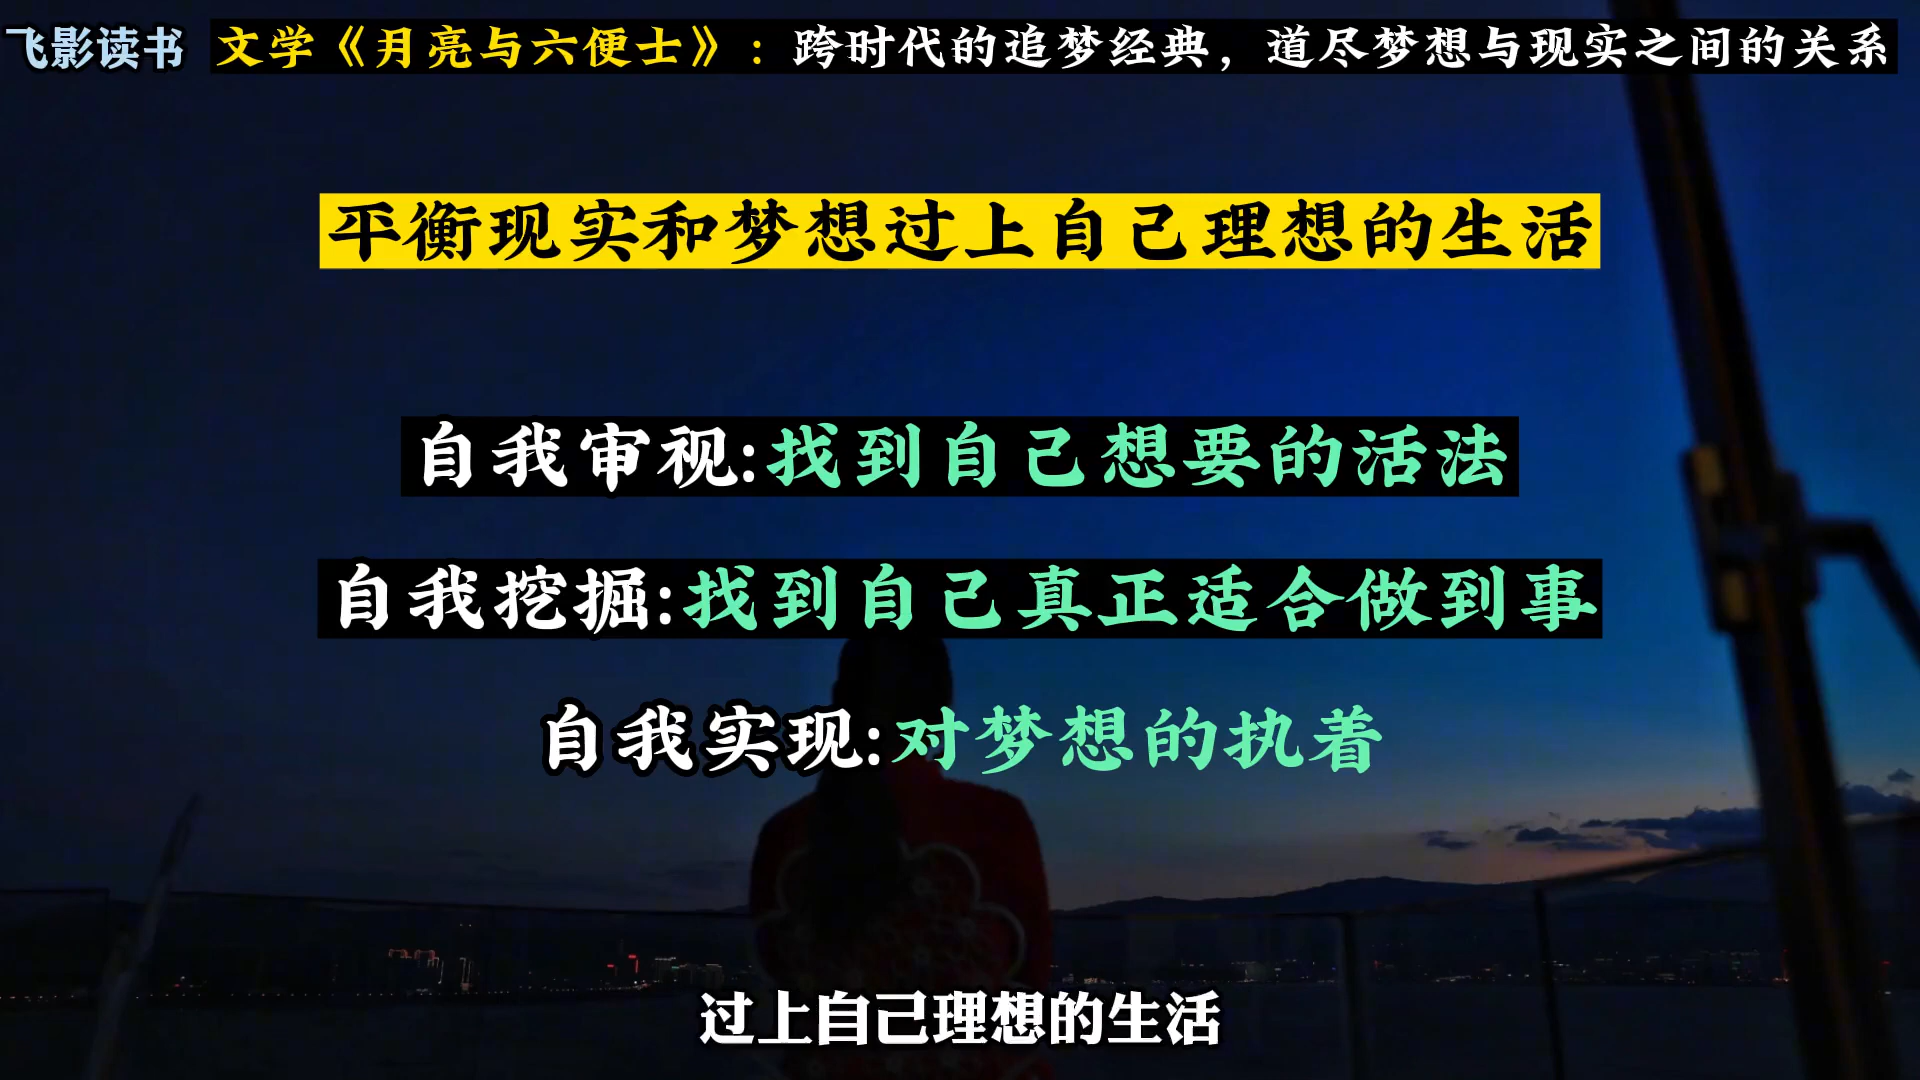 飞影读书 文学《月亮与六便士》：跨时代的追梦经典，道尽梦想与现实之间的关系
平衡现实和梦想过上自己理想的生活
自我审视:找到自己想要的活法
自我挖掘:找到自己真正适合做到事
自我实现:对梦想的执着
过上自己理想的生活